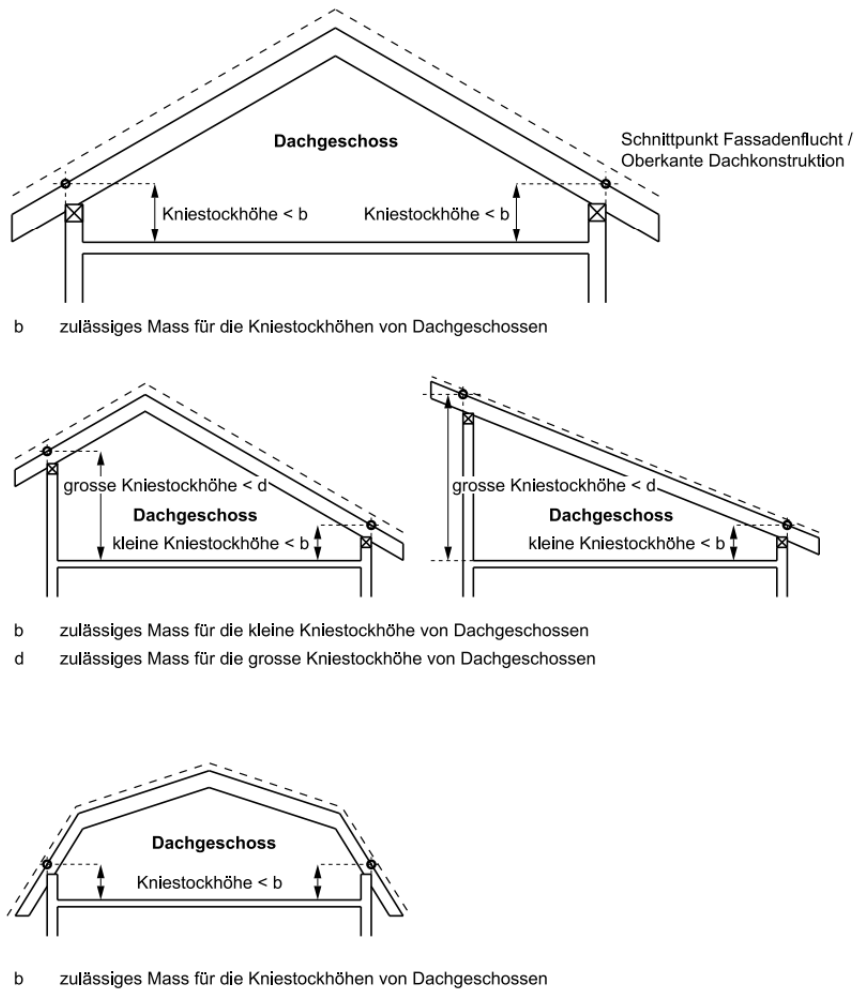 Dachgeschoss
Schnittpunkt Fassadenflucht /
Oberkante Dachkonstruktion
Kniestockhöhe < b
Kniestockhöhe < b
b zulässiges Mass für die Kniestockhöhen von Dachgeschossen
grosse Kniestockhöhe < d
Dachgeschoss
kleine Kniestockhöhe < b
grosse Kniestockhöhe < d
Dachgeschoss
kleine Kniestockhöhe < b
b zulässiges Mass für die kleine Kniestockhöhe von Dachgeschossen
d zulässiges Mass für die grosse Kniestockhöhe von Dachgeschossen
Dachgeschoss
Kniestockhöhe < b
b zulässiges Mass für die Kniestockhöhen von Dachgeschossen